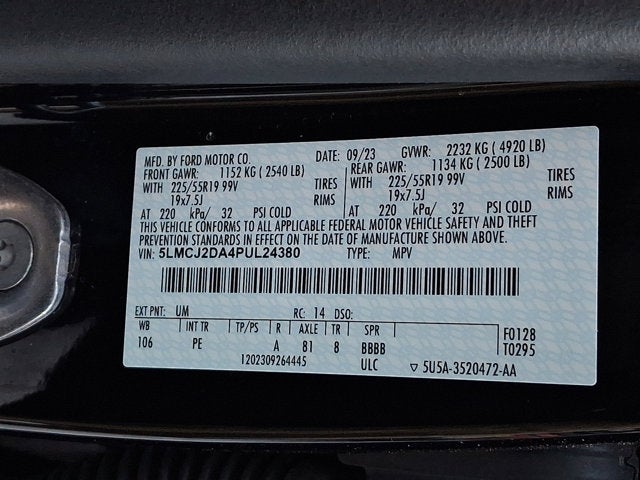 MFD. BY FORD MOTOR CO. DATE: 09/23 GVWR: 2232 KG ( 4920 LB)
FRONT GAWR: 1152 KG ( 2540 LB) REAR GAWR: 1134 KG ( 2500 LB)
WITH 225/55R19 99V TIRES WITH 225/55R19 99V TIRES
19x7.5J RIMS 19x7.5J RIMS
AT 220 kPa/ 32 PSI COLD AT 220 kPa/ 32 PSI COLD
THIS VEHICLE CONFORMS TO ALL APPLICABLE FEDERAL MOTOR VEHICLE SAFETY AND THEFT
PREVENTION STANDARDS IN EFFECT ON THE DATE OF MANUFACTURE SHOWN ABOVE.
VIN: 5LMCJ2DA4PUL24380 TYPE: MPV
EXT PNT: UM RC: 14 DSO:
WB INT TR TP/PS R AXLE TR SPR F0128
106 PE A 81 8 BBBB T0295
1202309264445 ULC ▽ 5U5A-3520472-AA